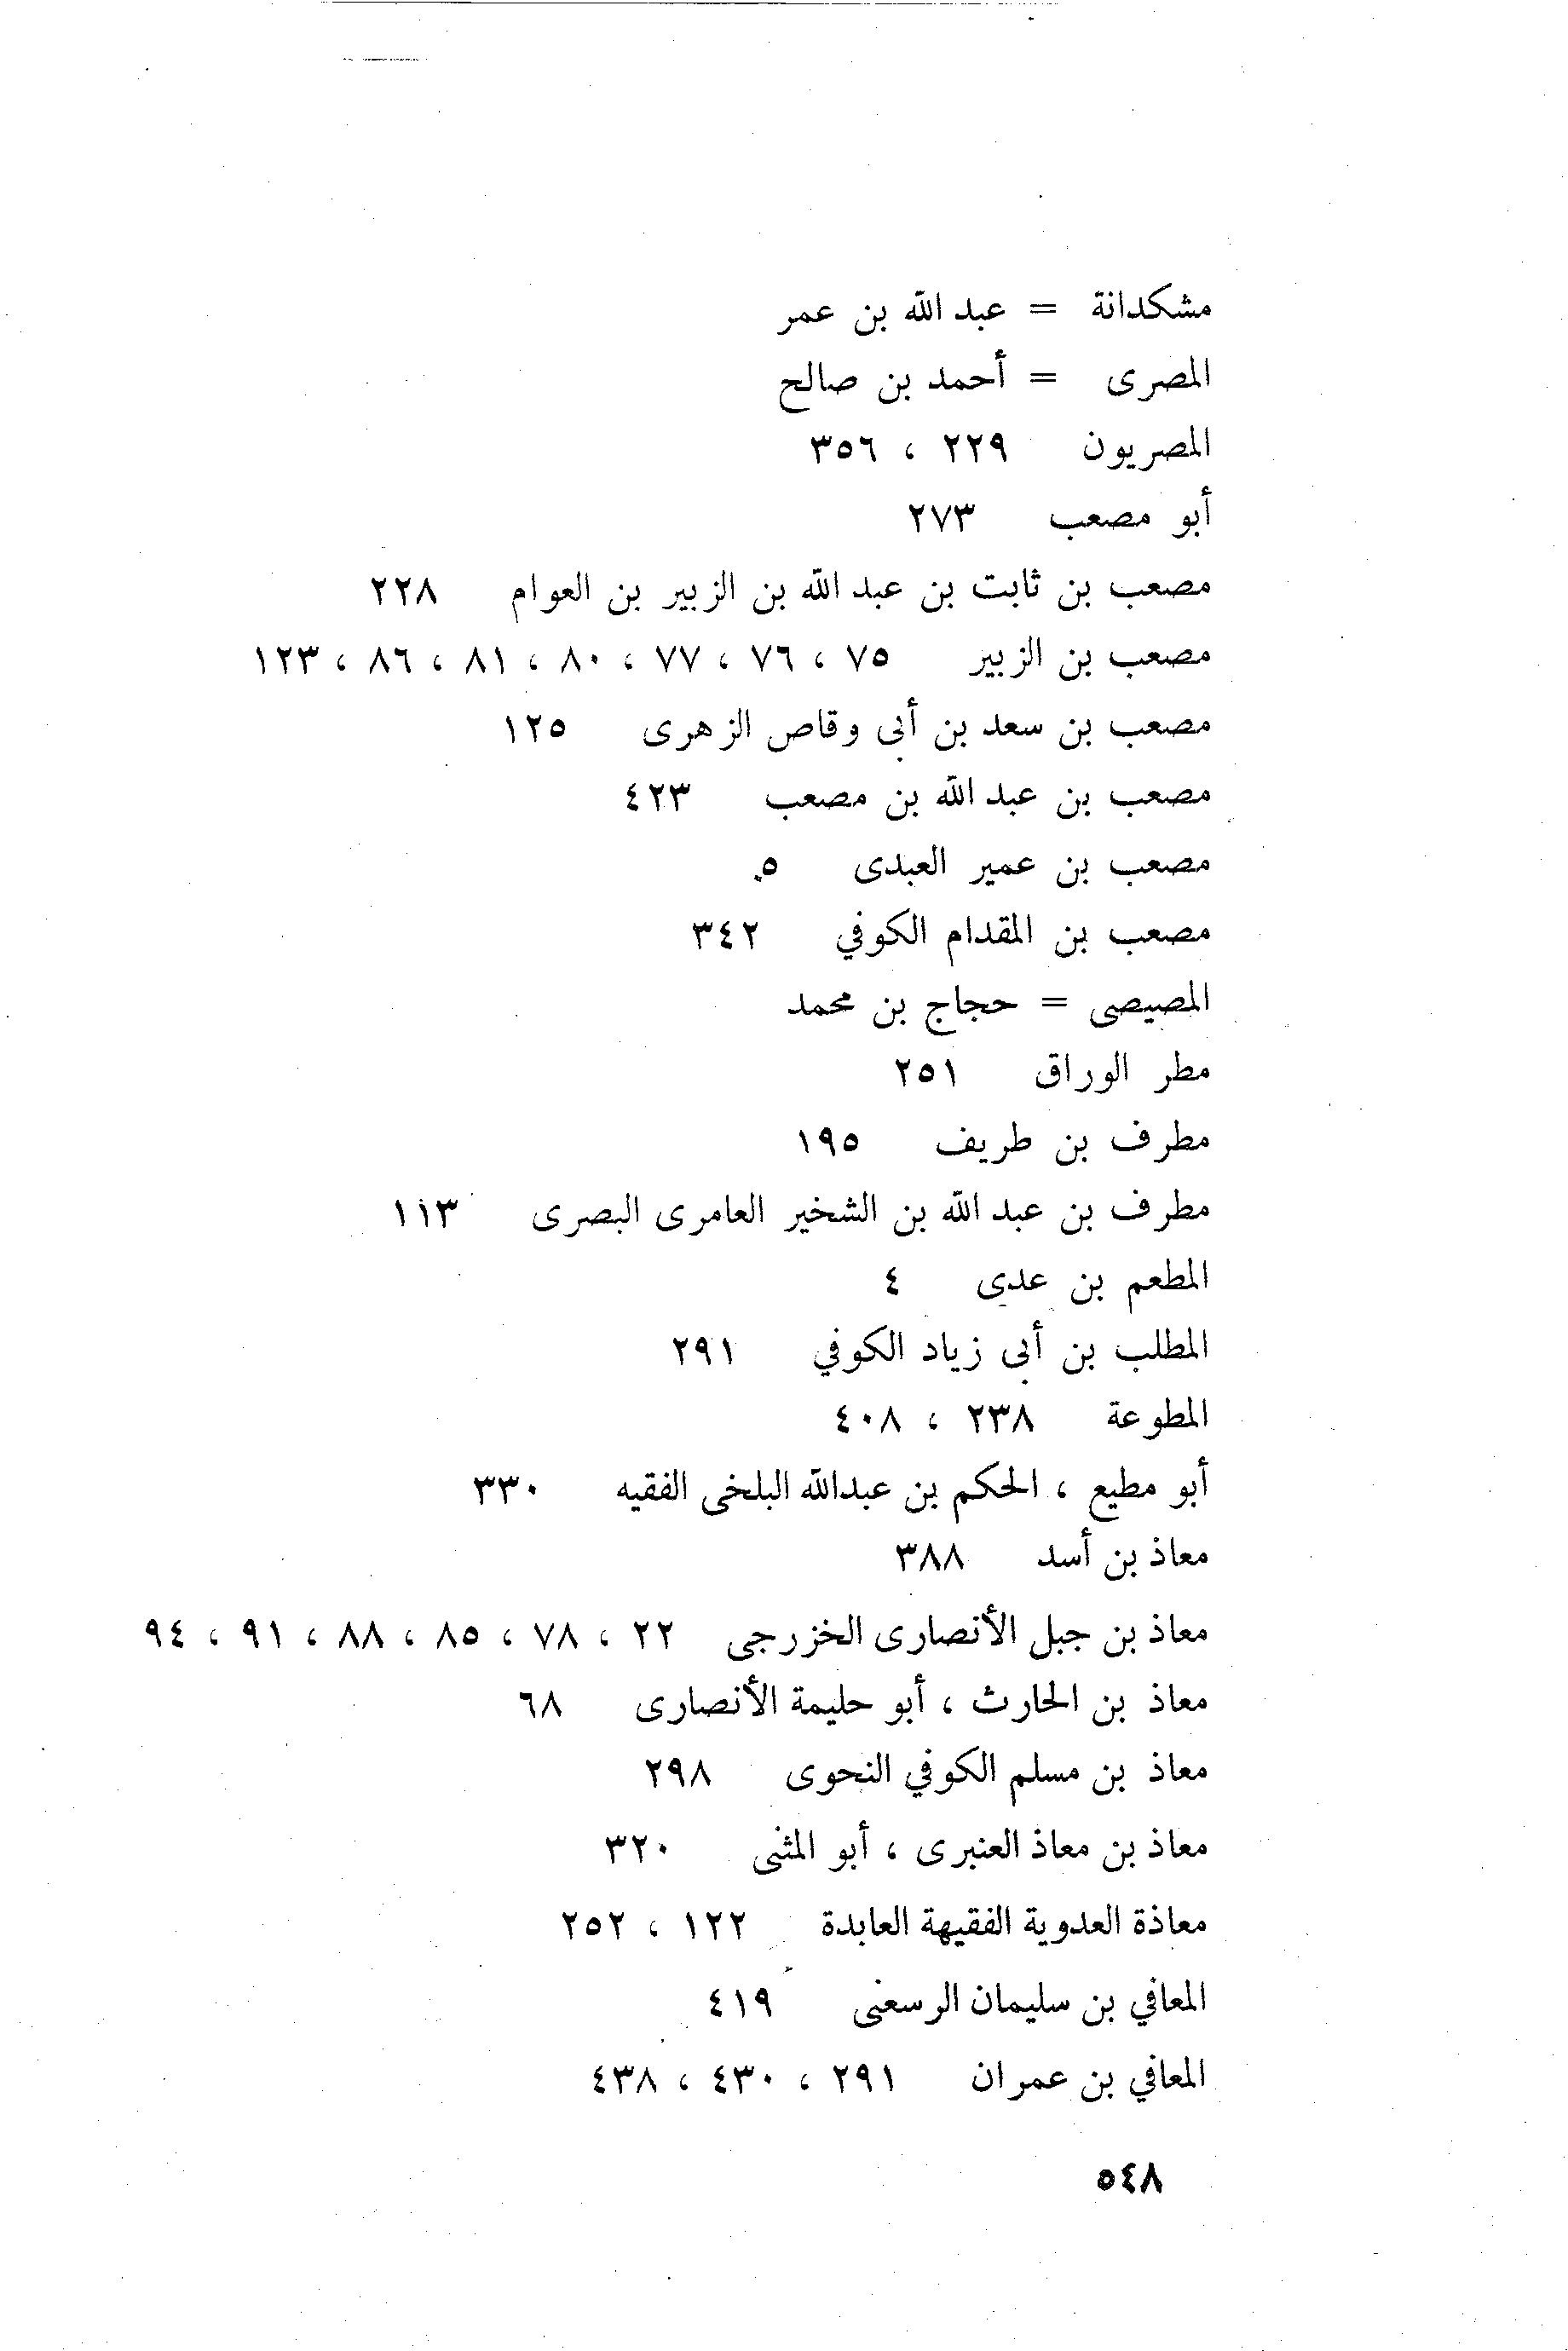 مشكدانة = عبد الله بن عمر
المصرى = أحمد بن صالح
المصريون ٢٢٩ ، ٣٥٦
أبو مصعب ٢٧٣
مصعب بن ثابت بن عبد الله بن الزبير بن العوام ٢٢٨
مصعب بن الزبير ٧٥ ، ٧٦ ، ٧٧ ، ٨٠ ، ٨١ ، ٨٦ ، ١٢٣
مصعب بن سعد بن أبى وقاص الزهرى ١٢٥
مصعب بن عبد الله بن مصعب ٤٢٣
مصعب بن عمير العبدى ٥
مصعب بن المقدام الكوفي ٣٤٢
المصيصى = حجاج بن محمد
مطر الوراق ٢٥١
مطرف بن طريف ١٩٥
مطرف بن عبد الله بن الشخير العامرى البصرى ١١٣
المطعم بن عدى ٤
المطلب بن أبى زياد الكوفي ٢٩١
المطوعة ٢٣٨ ، ٤٠٨
أبو مطيع ، الحكم بن عبدالله البلخى الفقيه ٣٣٠
معاذ بن أسد ٣٨٨
معاذ بن جبل الأنصارى الخزرجى ٢٢ ، ٧٨ ، ٨٥ ، ٨٨ ، ٩١ ، ٩٤
معاذ بن الحارث ، أبو حليمة الأنصارى ٦٨
معاذ بن مسلم الكوفي النحوى ٢٩٨
معاذ بن معاذ العنبرى ، أبو المثنى ٣٢٠
معاذة العدوية الفقيهة العابدة ١٢٢ ، ٢٥٢
المعافي بن سليمان الرسعنى ٤١٩
المعافي بن عمران ٢٩١ ، ٤٣٠ ، ٤٣٨
٥٤٨